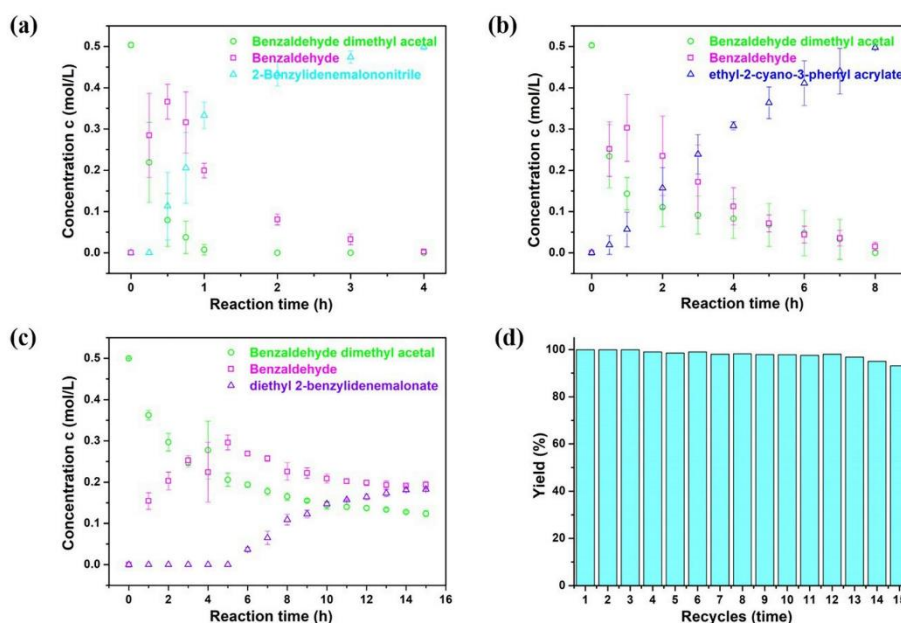 (a)
Benzaldehyde dimethyl acetal
Benzaldehyde
2-Benzylidenemalononitrile
Concentration c (mol/L)
0.5
0.4
0.3
0.2
0.1
0.0
0 1 2 3 4
Reaction time (h)
(b)
Benzaldehyde dimethyl acetal
Benzaldehyde
ethyl-2-cyano-3-phenyl acrylate
Concentration c (mol/L)
0.5
0.4
0.3
0.2
0.1
0.0
0 2 4 6 8
Reaction time (h)
(c)
Benzaldehyde dimethyl acetal
Benzaldehyde
diethyl 2-benzylidenemalonate
Concentration c (mol/L)
0.5
0.4
0.3
0.2
0.1
0.0
0 2 4 6 8 10 12 14 16
Reaction time (h)
(d)
Yield (%)
100
80
60
40
20
0
1 2 3 4 5 6 7 8 9 10 11 12 13 14 15
Recycles (time)